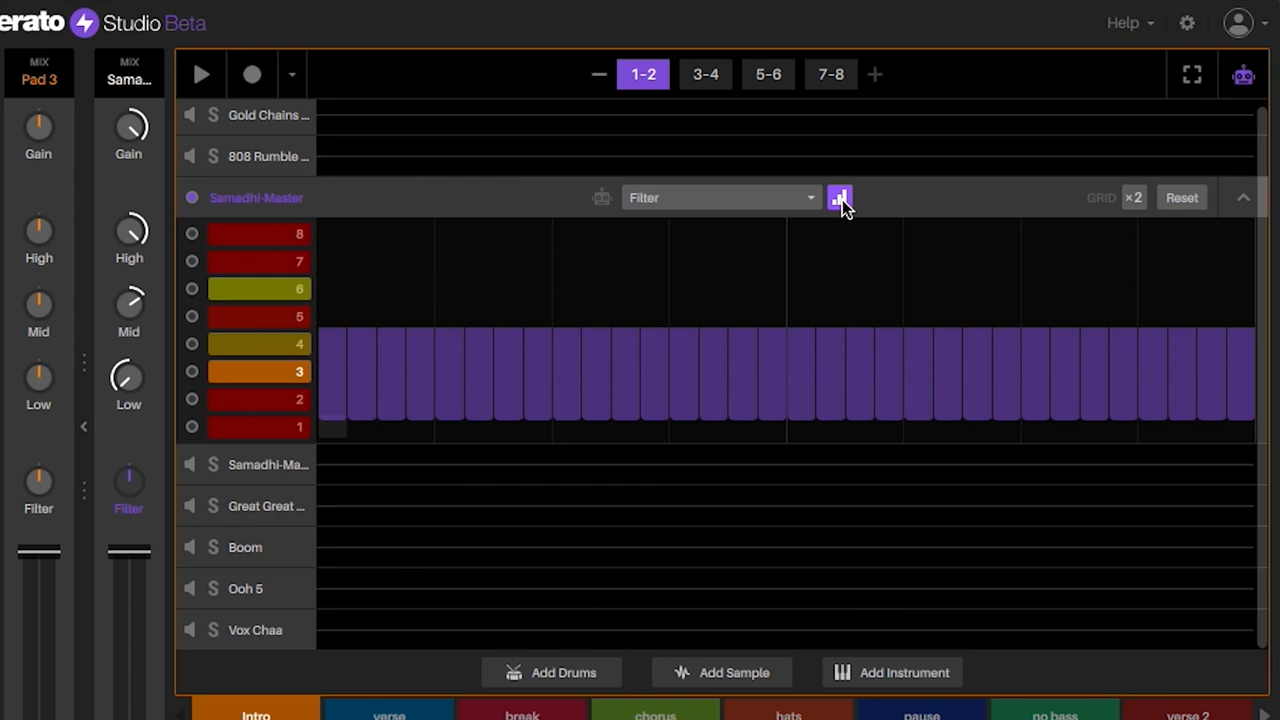 erato Studio Beta
Help
MIX
Pad 3
MIX
Sama...
1-2
3-4
5-6
7-8
Gain
Gain
High
High
Mid
Mid
Low
Low
Filter
Filter
S Gold Chains ...
S 808 Rumble ...
Samadhi-Master
Filter
GRID
×2
Reset
8
7
6
5
4
3
2
1
S Samadhi-Ma...
S Great Great ...
S Boom
S Ooh 5
S Vox Chaa
Add Drums
Add Sample
Add Instrument
Intro
verse
break
chorus
hats
pause
no bass
verse 2